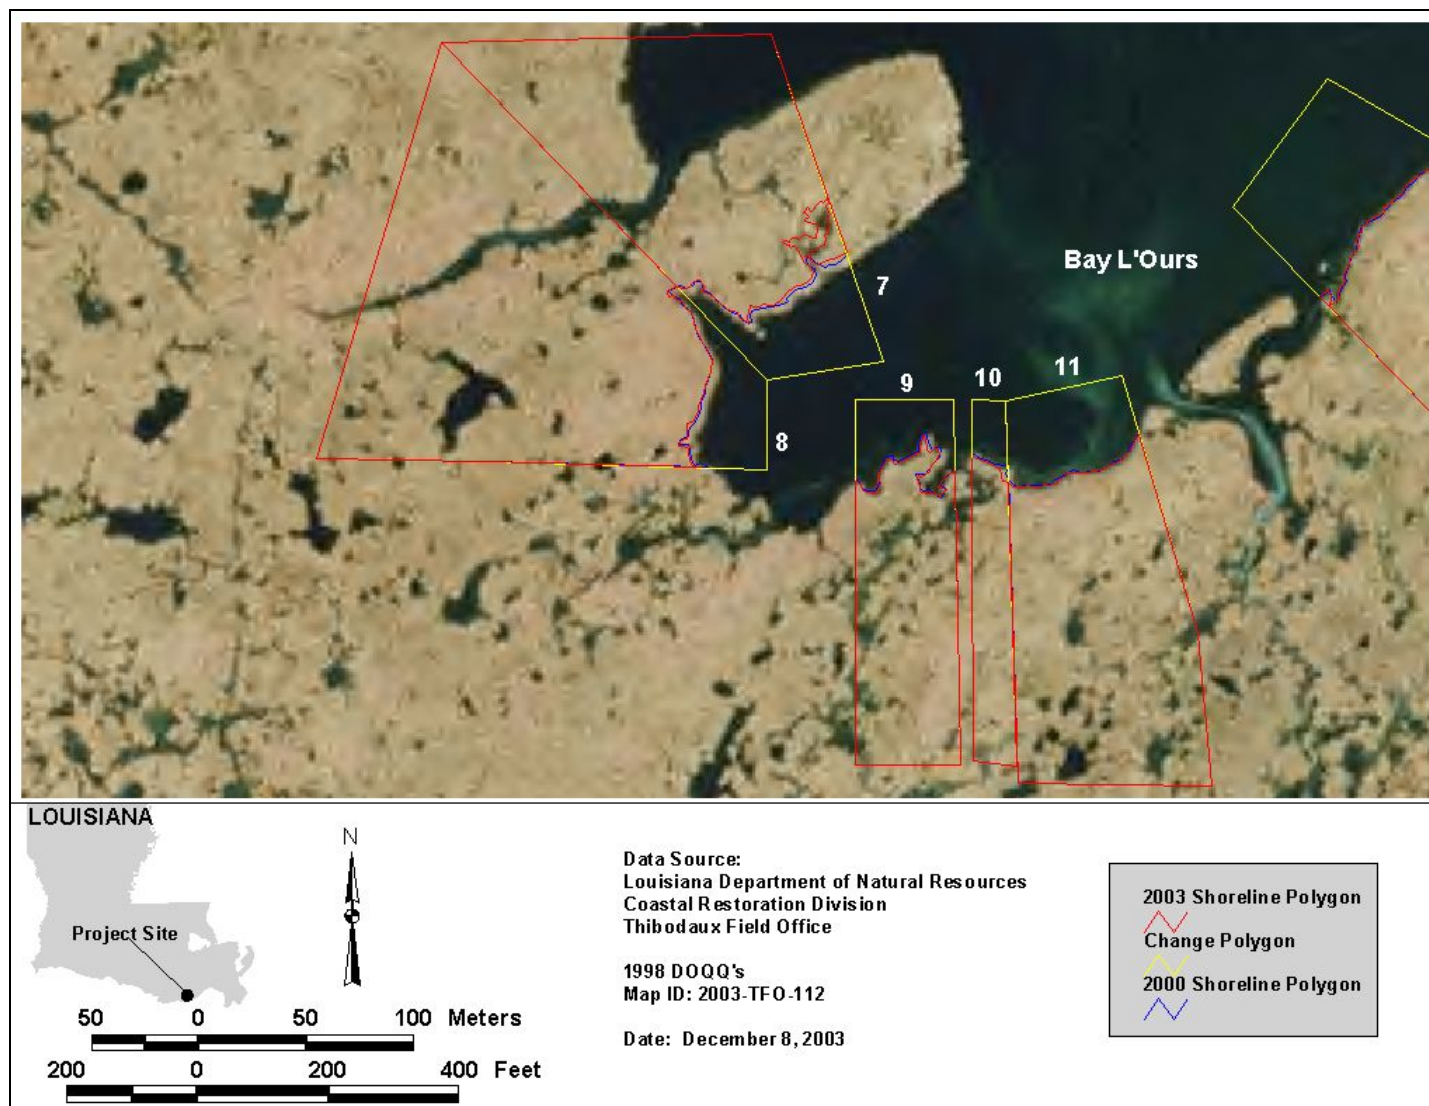 Bay L'Ours
7
8
9
10
11
LOUISIANA
Project Site
N
50 0 50 100 Meters
200 0 200 400 Feet
Data Source:
Louisiana Department of Natural Resources
Coastal Restoration Division
Thibodaux Field Office
1998 DOQQ's
Map ID: 2003-TFO-112
Date: December 8, 2003
2003 Shoreline Polygon
Change Polygon
2000 Shoreline Polygon